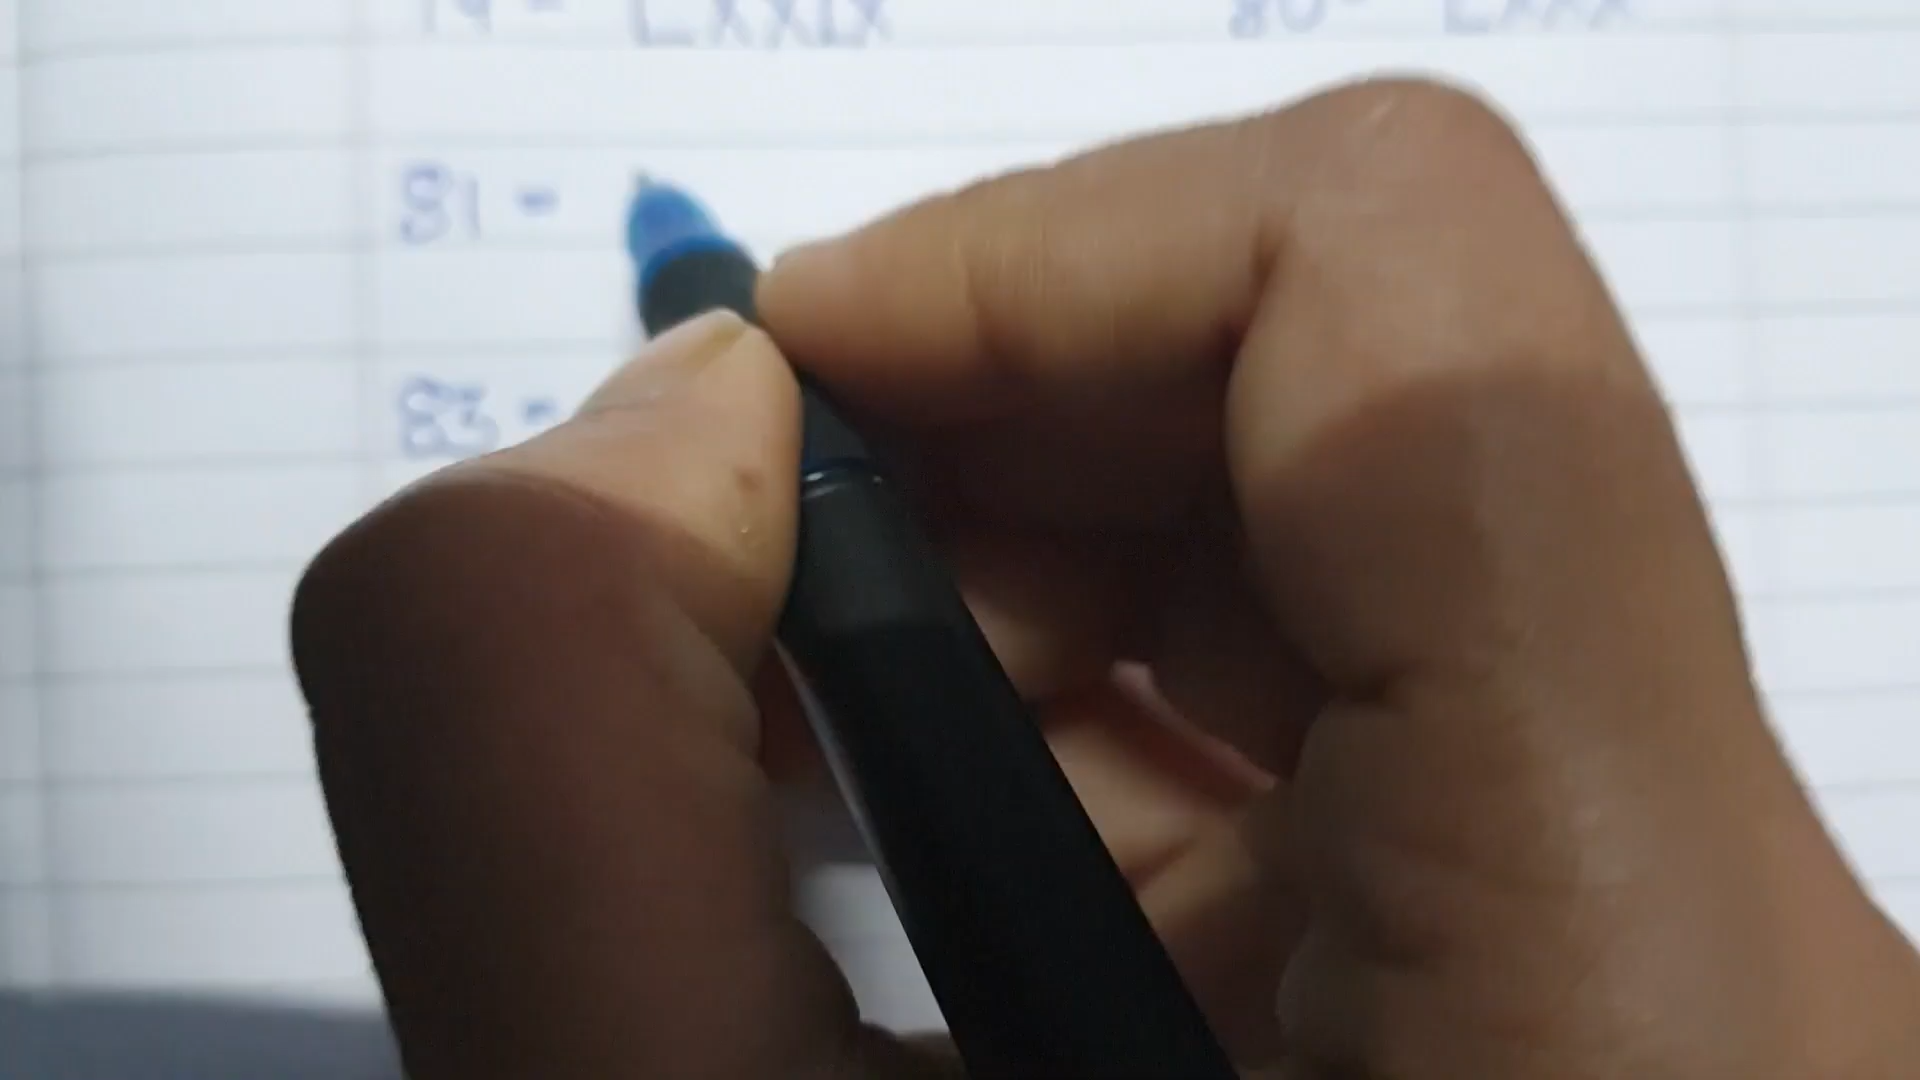 79 = LXXIX 80 = LXXX
81 =
83 =